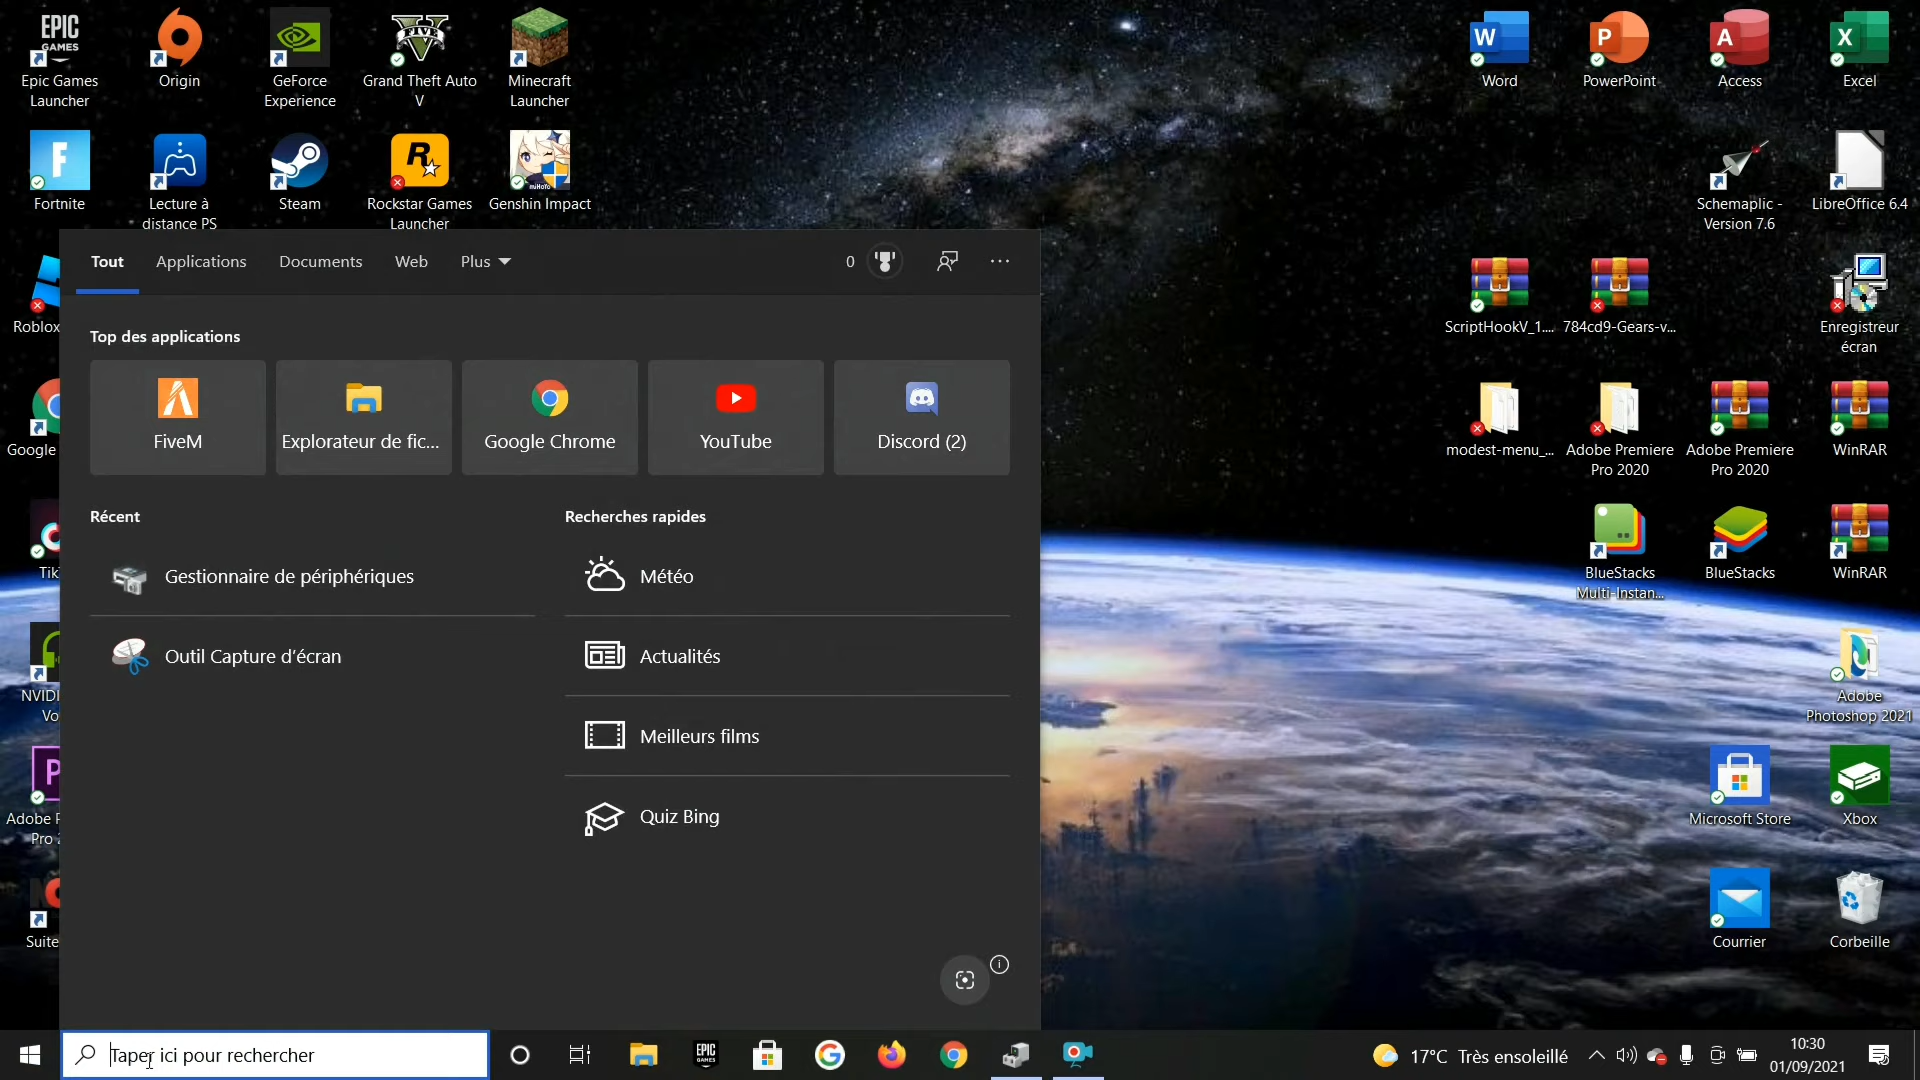 EPIC GAMES
Epic Games Launcher
Origin
GeForce Experience
Grand Theft Auto V
Minecraft Launcher
Word
PowerPoint
Access
Excel
Fortnite
Lecture à distance PS
Steam
Rockstar Games Launcher
Genshin Impact
Schemaplic - Version 7.6
LibreOffice 6.4
Tout
Applications
Documents
Web
Plus
0
Roblox
ScriptHookV_1....
784cd9-Gears-v...
Enregistreur écran
Top des applications
FiveM
Explorateur de fic...
Google Chrome
YouTube
Discord (2)
Google
modest-menu_...
Adobe Premiere Pro 2020
Adobe Premiere Pro 2020
WinRAR
Récent
Recherches rapides
Gestionnaire de périphériques
Météo
Tik
BlueStacks Multi-Instan...
BlueStacks
WinRAR
Outil Capture d'écran
Actualités
NVIDI
Vo
Adobe Photoshop 2021
Meilleurs films
Quiz Bing
Adobe P
Pro 2
Microsoft Store
Xbox
Suite
Courrier
Corbeille
Taper ici pour rechercher
EPIC GAMES
17°C Très ensoleillé
10:30
01/09/2021